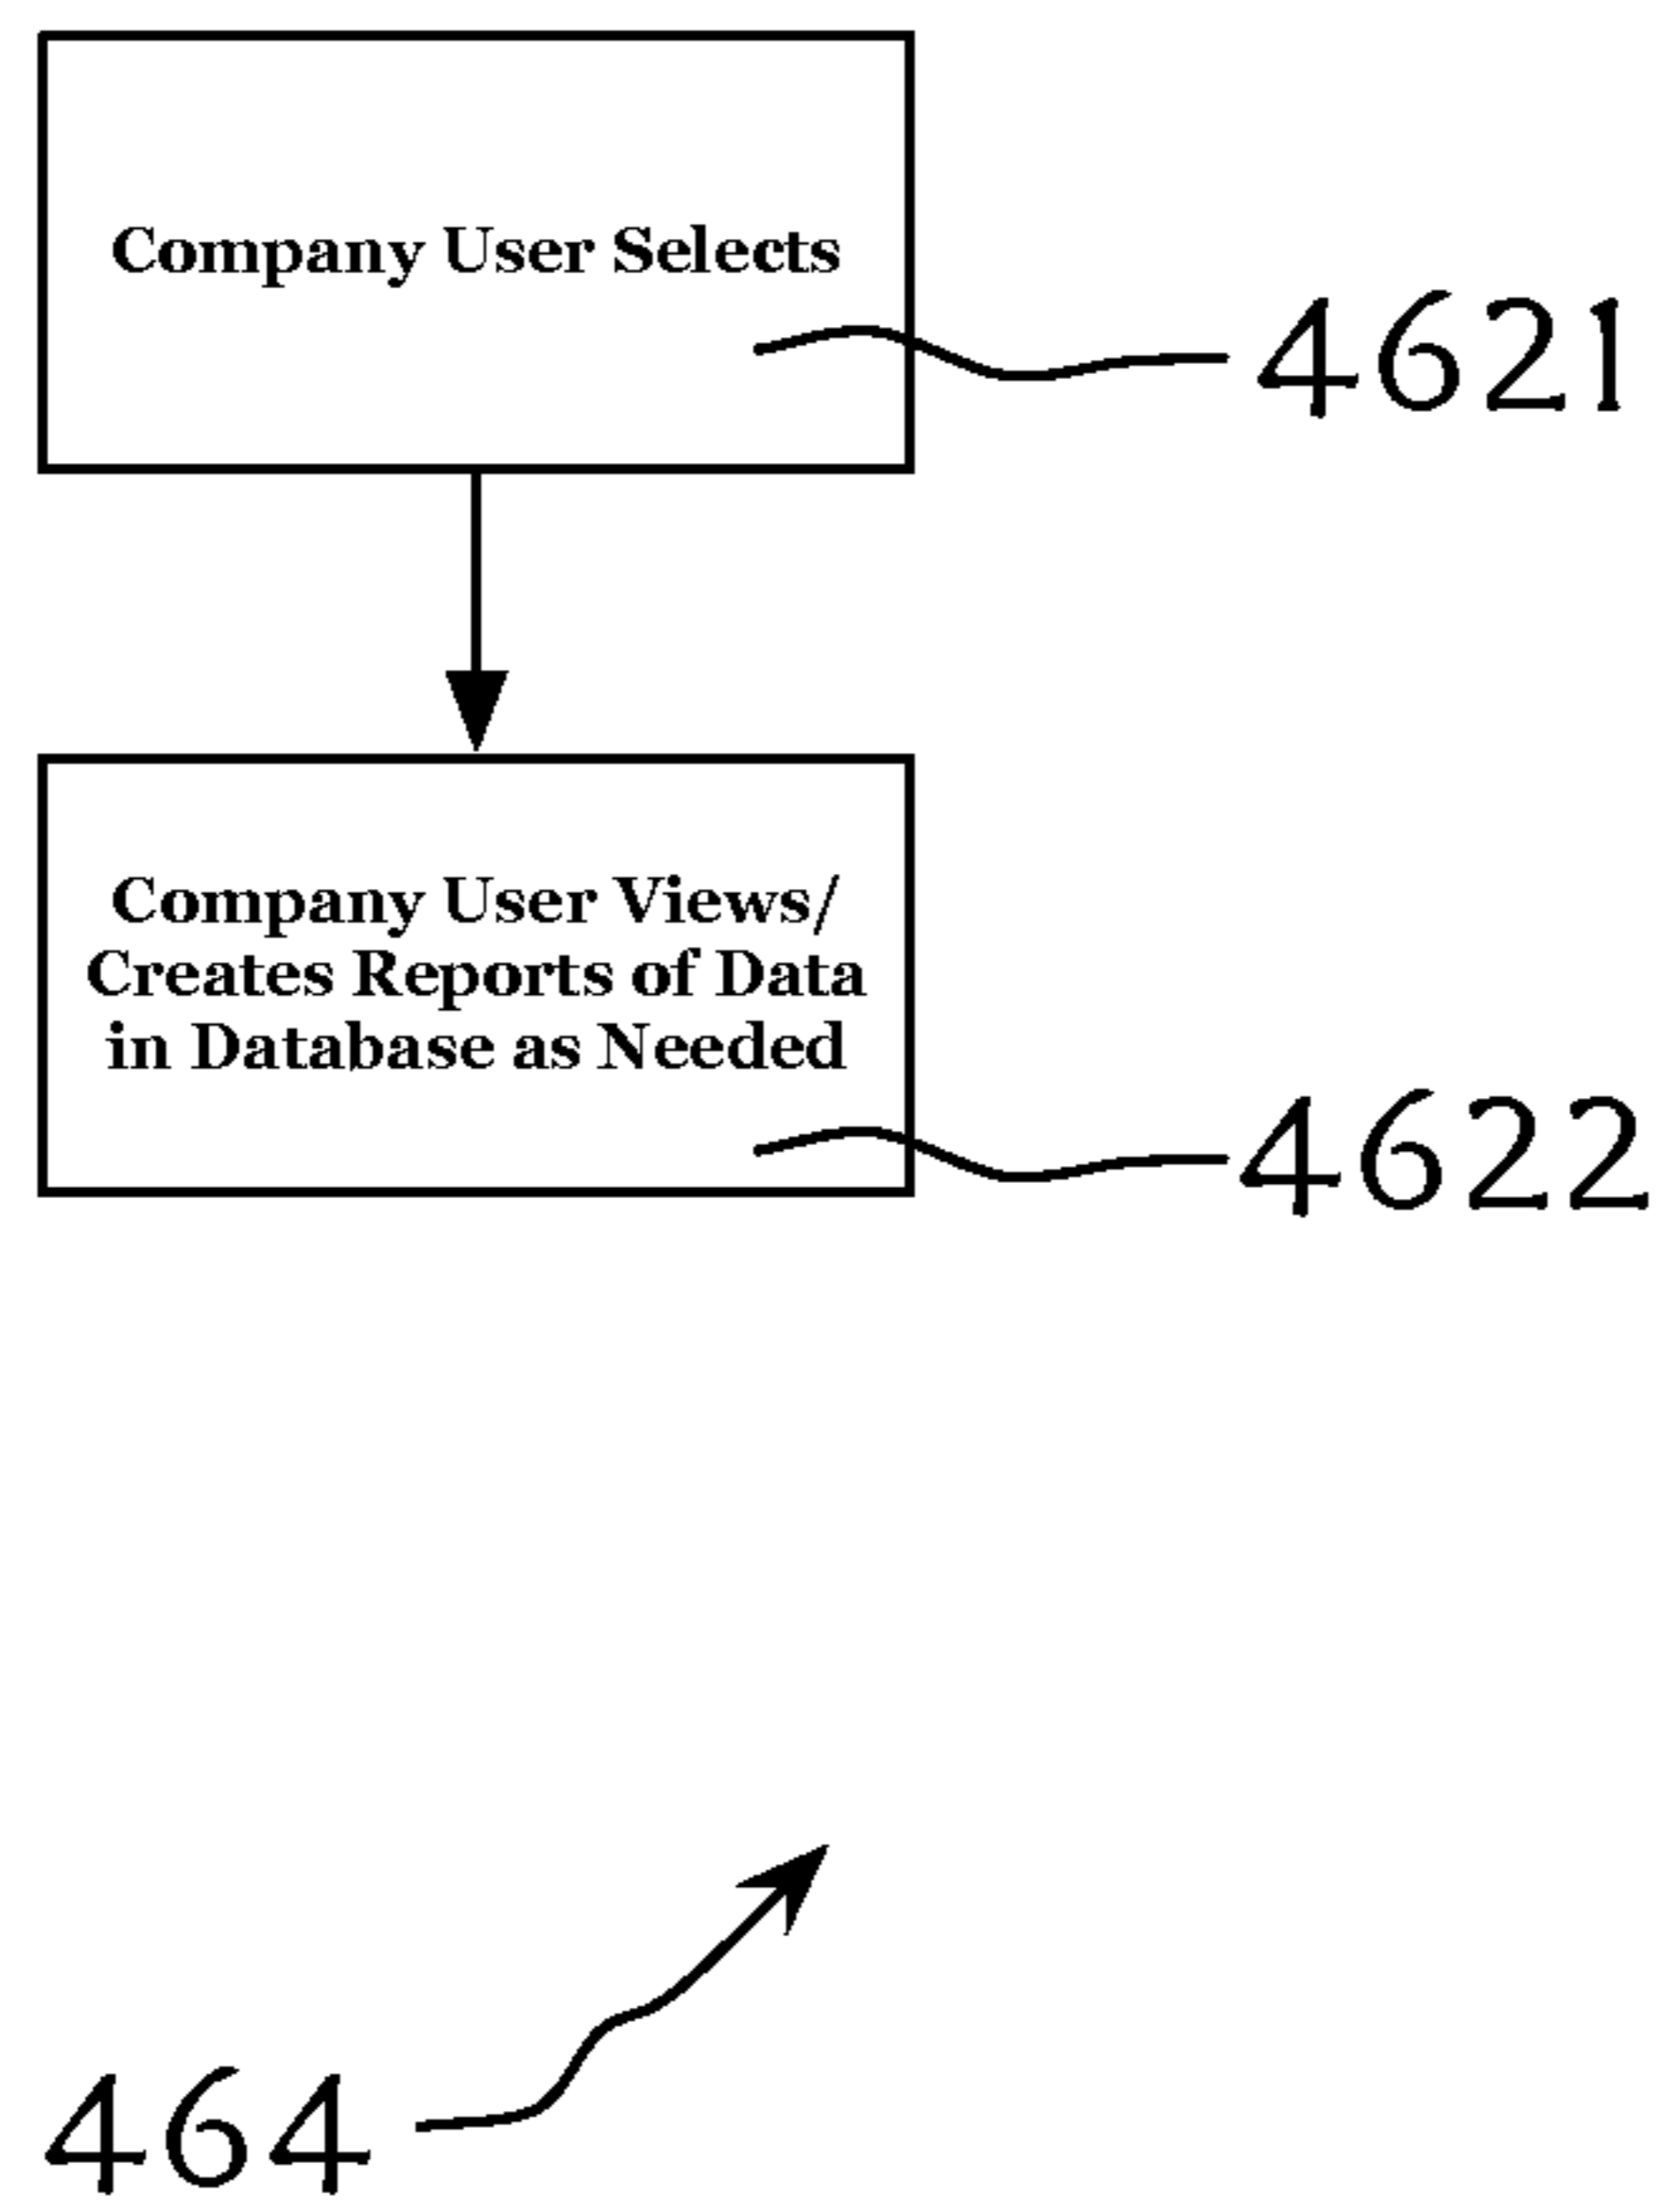 Company User Selects
4621
Company User Views/
Creates Reports of Data
in Database as Needed
4622
464